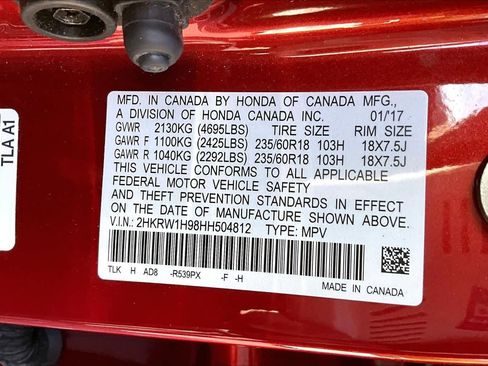 MFD. IN CANADA BY HONDA OF CANADA MFG.,
A DIVISION OF HONDA CANADA INC. 01/'17
GVWR 2130KG (4695LBS) TIRE SIZE RIM SIZE
GAWR F 1100KG (2425LBS) 235/60R18 103H 18X7.5J
GAWR R 1040KG (2292LBS) 235/60R18 103H 18X7.5J
THIS VEHICLE CONFORMS TO ALL APPLICABLE
FEDERAL MOTOR VEHICLE SAFETY
AND THEFT PREVENTION STANDARDS IN EFFECT
ON THE DATE OF MANUFACTURE SHOWN ABOVE.
V.I.N.: 2HKRW1H98HH504812 TYPE: MPV
TLK H AD8 -R539PX -F -H
MADE IN CANADA
TLA A1